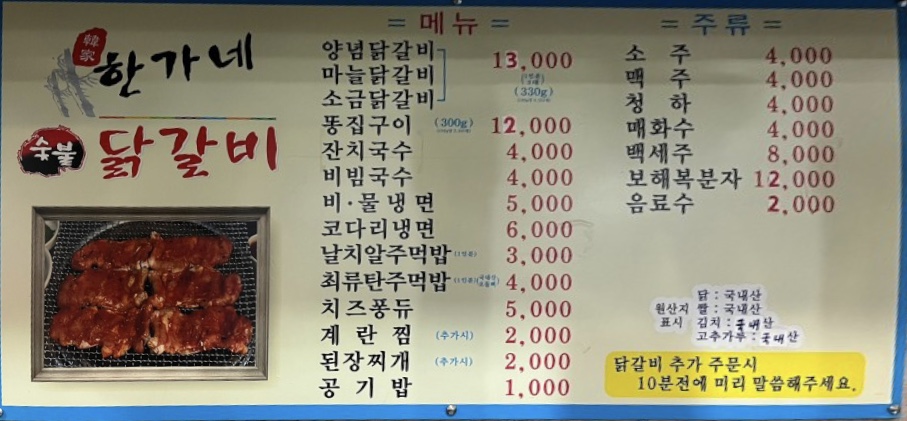 韓家
한가네
숯불
닭갈비
= 메뉴 =
양념닭갈비
마늘닭갈비
소금닭갈비
13,000
(330g)
똥집구이 (300g) 12,000
잔치국수 4,000
비빔국수 4,000
비·물냉면 5,000
코다리냉면 6,000
날치알주먹밥 (1인분) 3,000
최류탄주먹밥 4,000
치즈퐁듀 5,000
계란찜 (추가시) 2,000
된장찌개 (추가시) 2,000
공기밥 1,000
= 주류 =
소주 4,000
맥주 4,000
청하 4,000
매화수 4,000
백세주 8,000
보해복분자 12,000
음료수 2,000
원산지 표시
닭 : 국내산
쌀 : 국내산
김치 : 국내산
고추가루 : 국내산
닭갈비 추가 주문시
10분전에 미리 말씀해주세요.